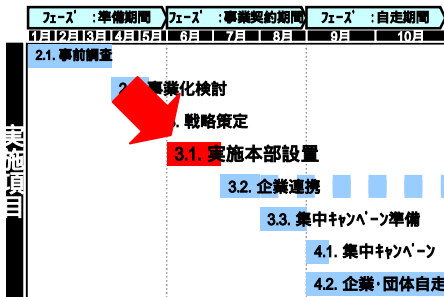 フェーズﾞ :準備期間
フェーズﾞ :事業契約期間
フェーズﾞ :自走期間
1月 2月 3月 4月 5月 6月 7月 8月 9月 10月
実施項目
2.1. 事前調査
事業化検討
. 戦略策定
3.1. 実施本部設置
3.2. 企業連携
3.3. 集中キャンペーン準備
4.1. 集中キャンペーン
4.2. 企業・団体自走